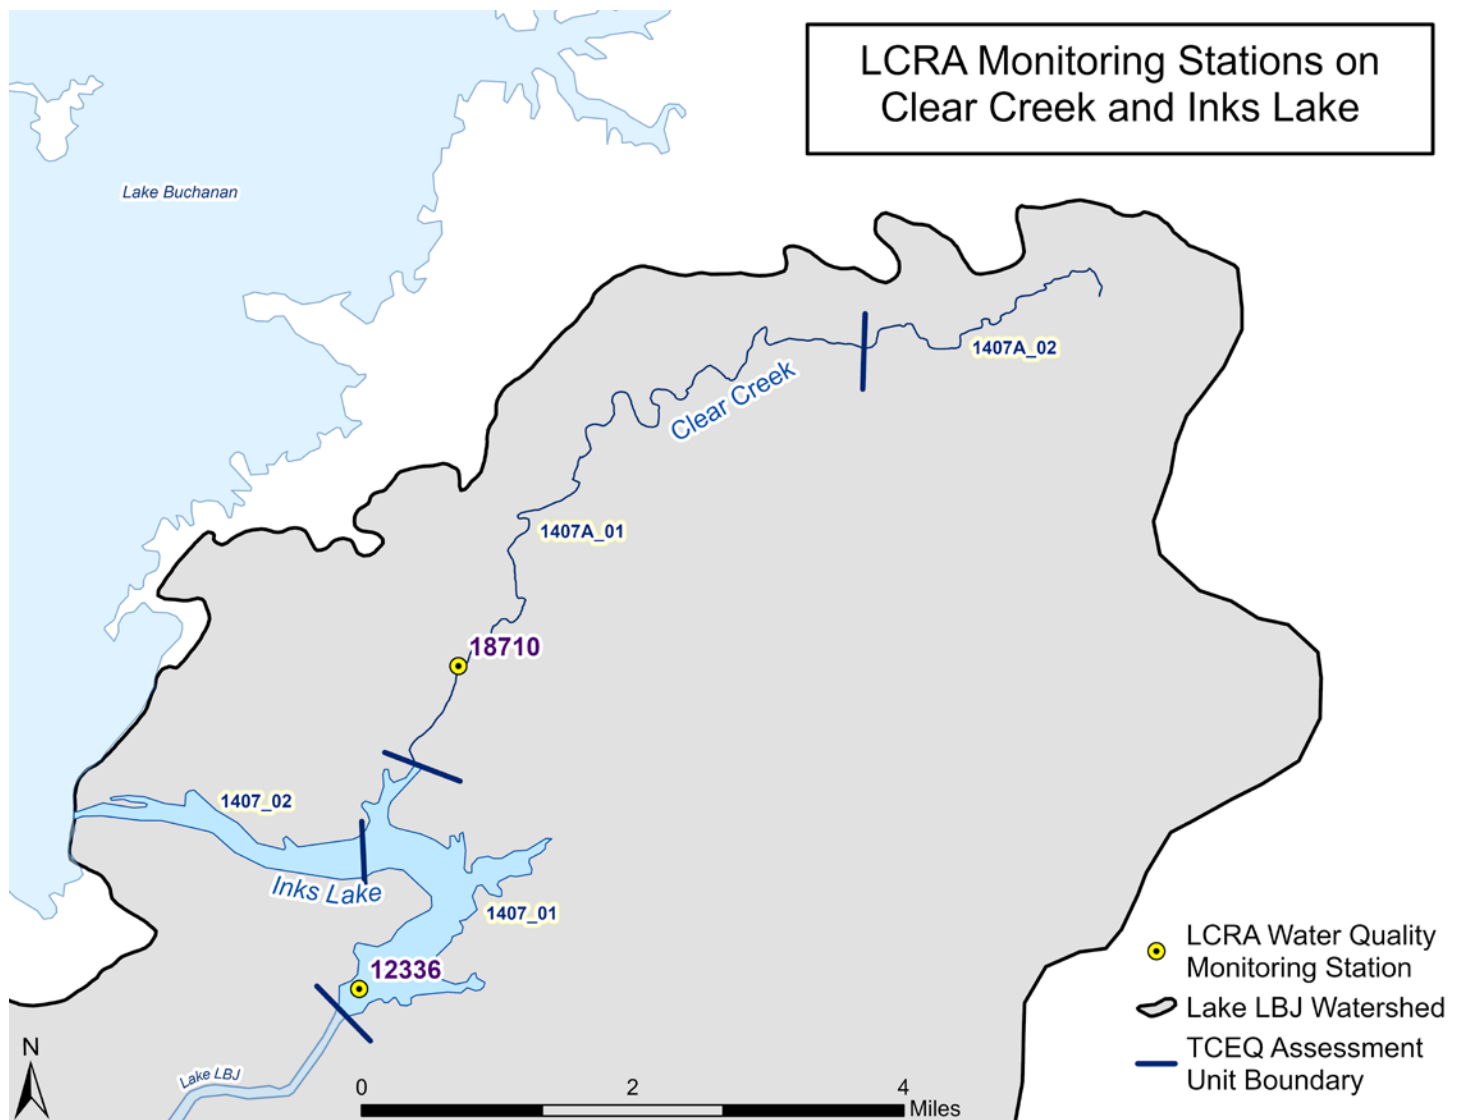 LCRA Monitoring Stations on
Clear Creek and Inks Lake
Lake Buchanan
1407A_02
Clear Creek
1407A_01
18710
1407_02
Inks Lake
1407_01
12336
Lake LBJ
N
0 2 4
Miles
LCRA Water Quality
Monitoring Station
Lake LBJ Watershed
TCEQ Assessment
Unit Boundary